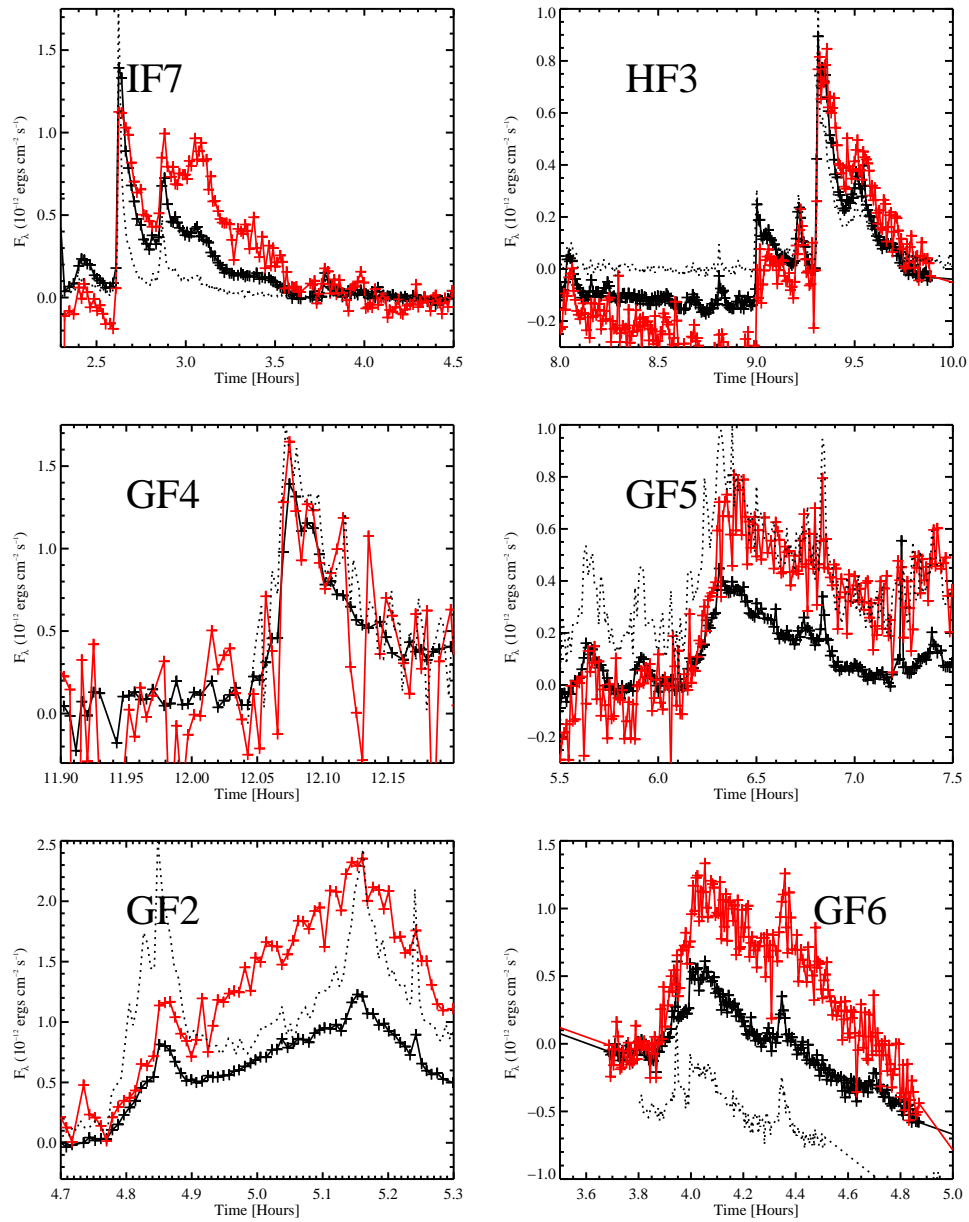 IF7
F_λ (10⁻¹² ergs cm⁻² s⁻¹)
1.5
1.0
0.5
0.0
2.5 3.0 3.5 4.0 4.5
Time [Hours]
HF3
F_λ (10⁻¹² ergs cm⁻² s⁻¹)
1.0
0.8
0.6
0.4
0.2
0.0
−0.2
8.0 8.5 9.0 9.5 10.0
Time [Hours]
GF4
F_λ (10⁻¹² ergs cm⁻² s⁻¹)
1.5
1.0
0.5
0.0
11.90 11.95 12.00 12.05 12.10 12.15
Time [Hours]
GF5
F_λ (10⁻¹² ergs cm⁻² s⁻¹)
1.0
0.8
0.6
0.4
0.2
0.0
−0.2
5.5 6.0 6.5 7.0 7.5
Time [Hours]
GF2
F_λ (10⁻¹² ergs cm⁻² s⁻¹)
2.5
2.0
1.5
1.0
0.5
0.0
4.7 4.8 4.9 5.0 5.1 5.2 5.3
Time [Hours]
GF6
F_λ (10⁻¹² ergs cm⁻² s⁻¹)
1.5
1.0
0.5
0.0
−0.5
−1.0
3.6 3.8 4.0 4.2 4.4 4.6 4.8 5.0
Time [Hours]